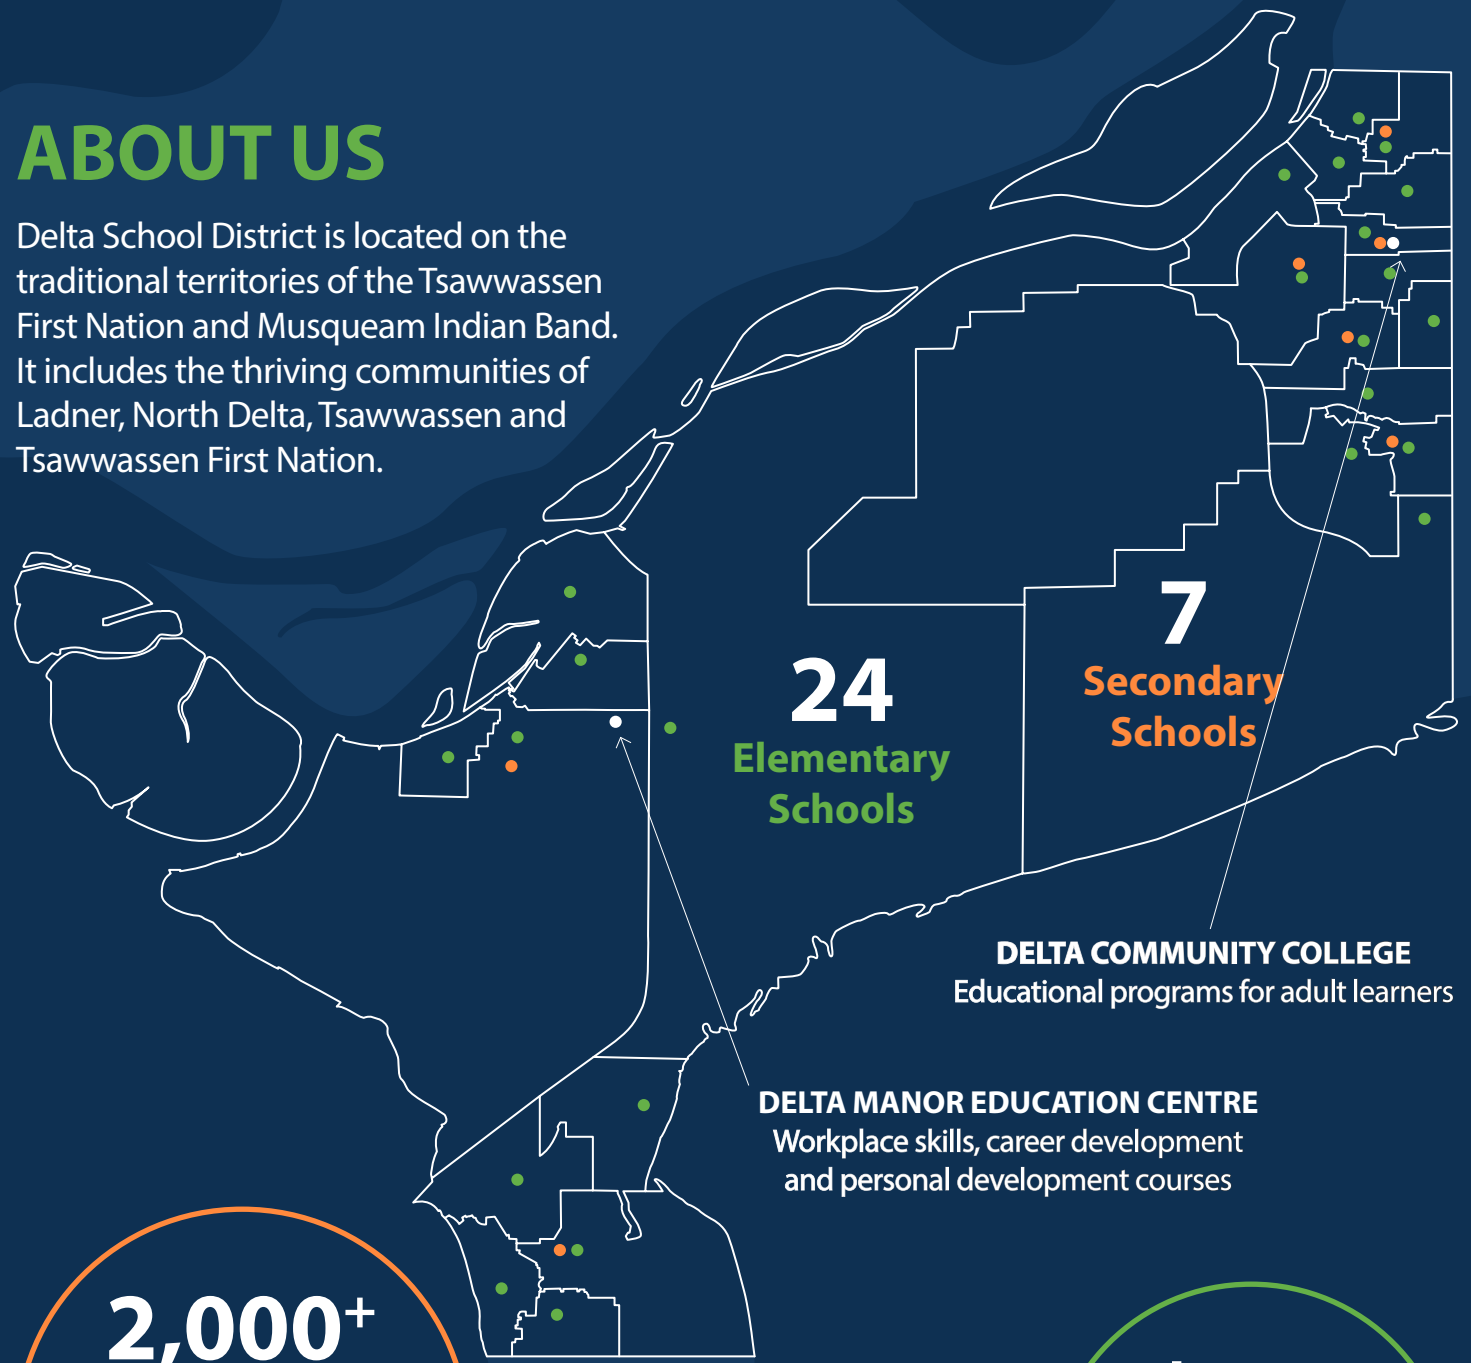 ABOUT US
Delta School District is located on the
traditional territories of the Tsawwassen
First Nation and Musqueam Indian Band.
It includes the thriving communities of
Ladner, North Delta, Tsawwassen and
Tsawwassen First Nation.
7
Secondary
Schools
24
Elementary
Schools
DELTA COMMUNITY COLLEGE
Educational programs for adult learners
DELTA MANOR EDUCATION CENTRE
Workplace skills, career development
and personal development courses
2,000+